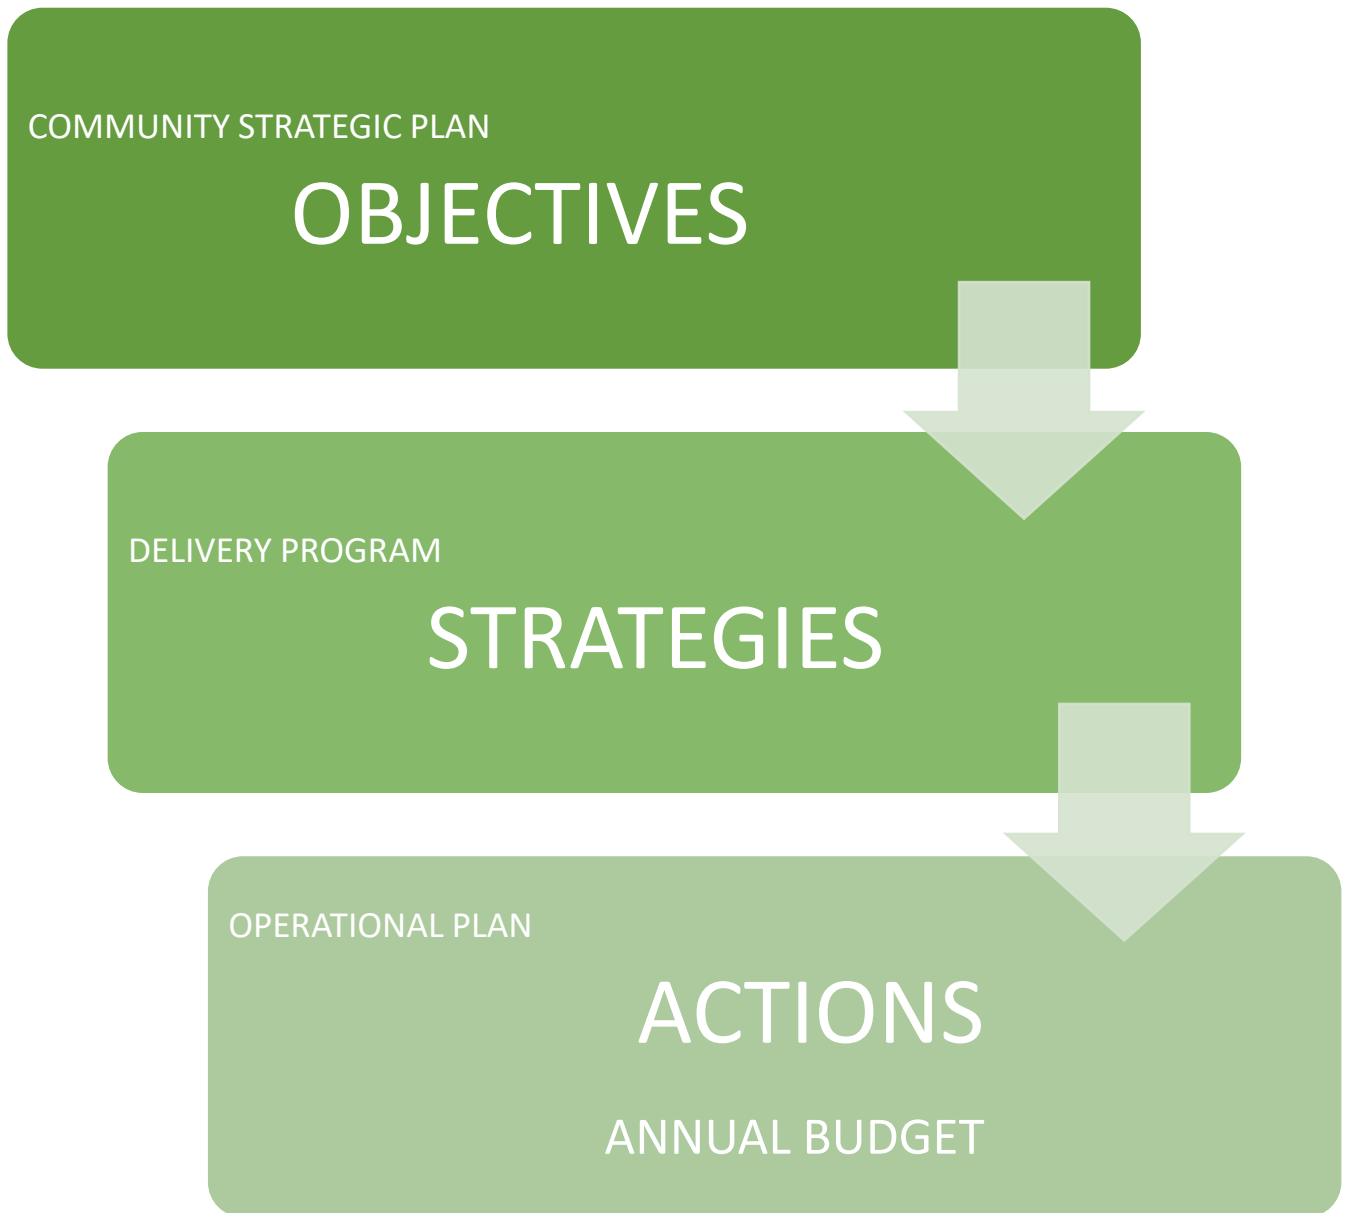 COMMUNITY STRATEGIC PLAN
OBJECTIVES
DELIVERY PROGRAM
STRATEGIES
OPERATIONAL PLAN
ACTIONS
ANNUAL BUDGET